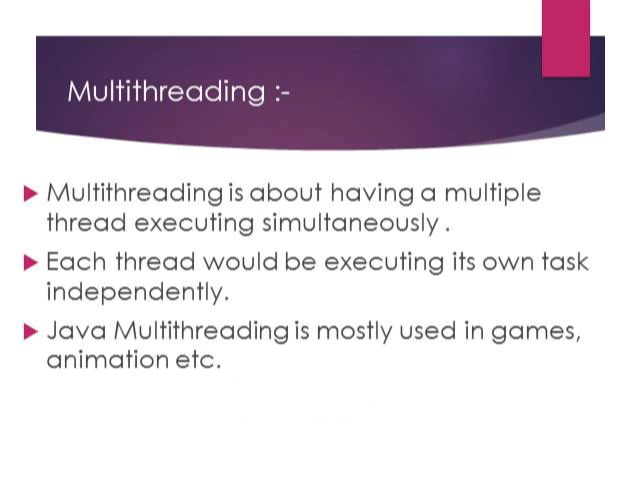 Multithreading :-
Multithreading is about having a multiple
thread executing simultaneously .
Each thread would be executing its own task
independently.
Java Multithreading is mostly used in games,
animation etc.